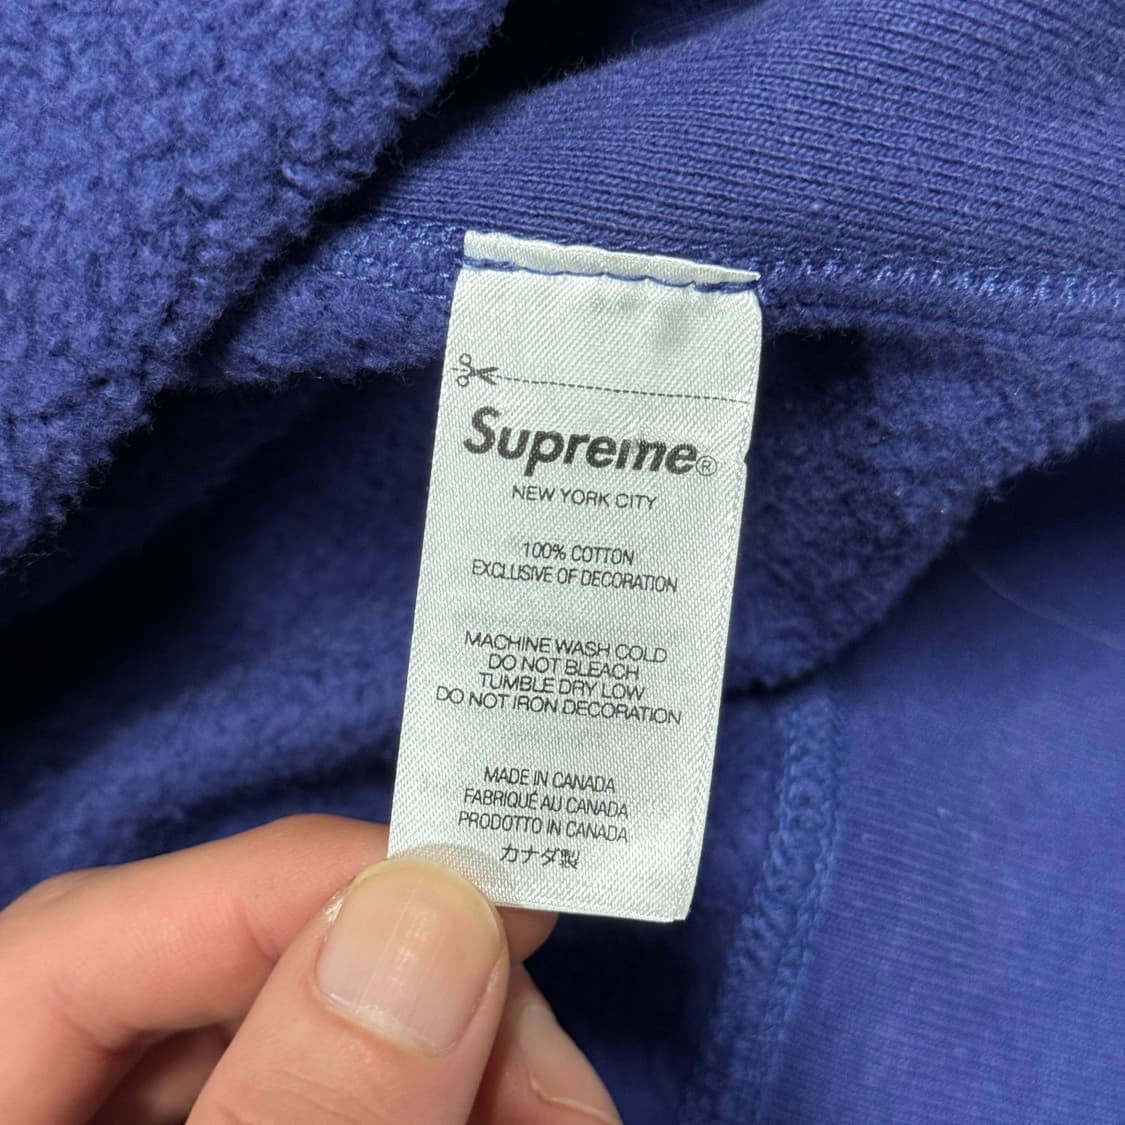 Supreme®
NEW YORK CITY
100% COTTON
EXCLUSIVE OF DECORATION
MACHINE WASH COLD
DO NOT BLEACH
TUMBLE DRY LOW
DO NOT IRON DECORATION
MADE IN CANADA
FABRIQUÉ AU CANADA
PRODOTTO IN CANADA
カナダ製